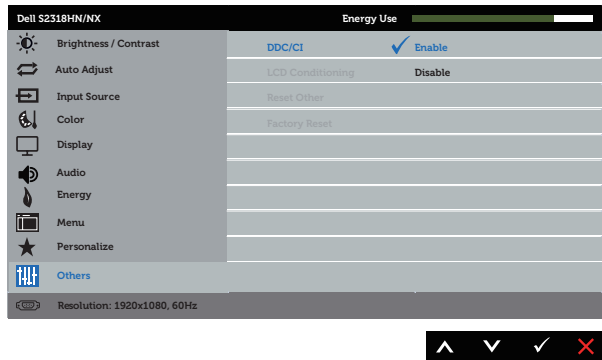 Dell S2318HN/NX Energy Use
Brightness / Contrast
Auto Adjust
Input Source
Color
Display
Audio
Energy
Menu
Personalize
Others
DDC/CI Enable
LCD Conditioning Disable
Reset Other
Factory Reset
Resolution: 1920x1080, 60Hz